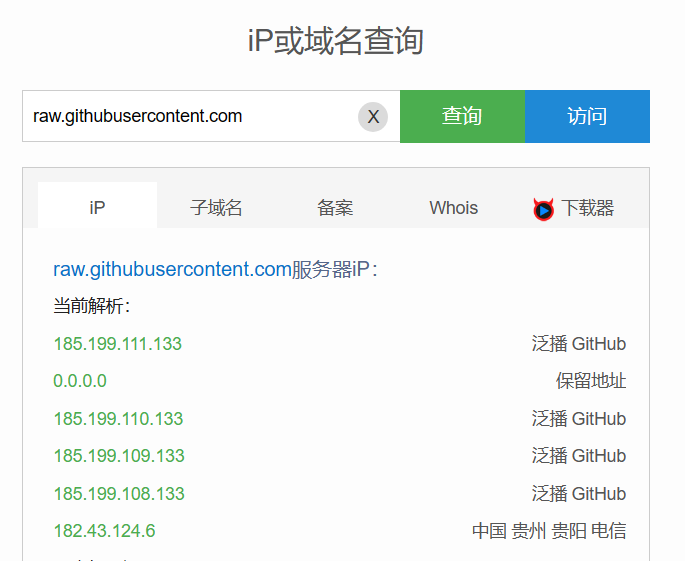 iP或域名查询
raw.githubusercontent.com X 查询 访问
iP 子域名 备案 Whois 下载器
raw.githubusercontent.com服务器iP：
当前解析：
185.199.111.133 泛播 GitHub
0.0.0.0 保留地址
185.199.110.133 泛播 GitHub
185.199.109.133 泛播 GitHub
185.199.108.133 泛播 GitHub
182.43.124.6 中国 贵州 贵阳 电信